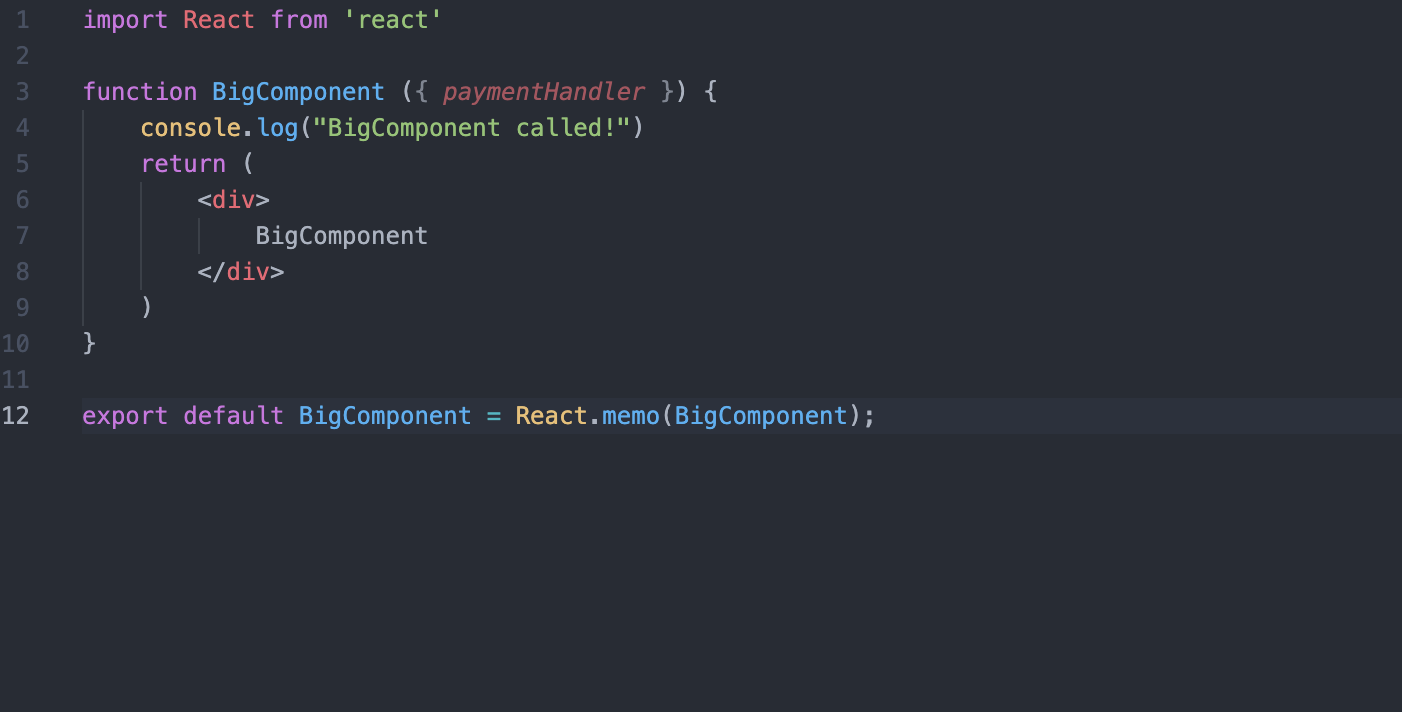 1 import React from 'react'
2
3 function BigComponent ({ paymentHandler }) {
4     console.log("BigComponent called!")
5     return (
6         <div>
7             BigComponent
8         </div>
9     )
10 }
11
12 export default BigComponent = React.memo(BigComponent);